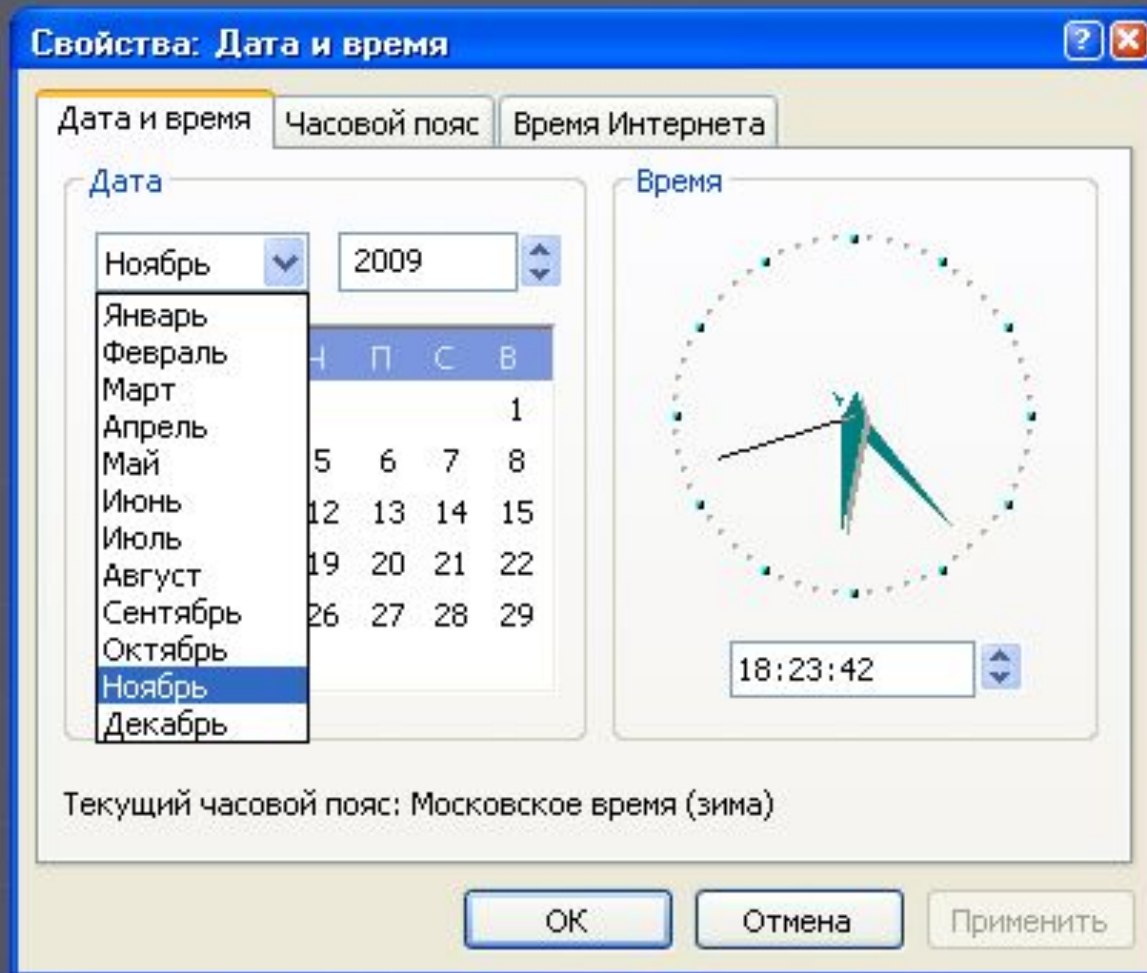 Свойства: Дата и время
Дата и время Часовой пояс Время Интернета
Дата
Время
Ноябрь 2009
Январь
Февраль
Март
Апрель
Май
Июнь
Июль
Август
Сентябрь
Октябрь
Ноябрь
Декабрь
П С В
1
5 6 7 8
12 13 14 15
19 20 21 22
26 27 28 29
18:23:42
Текущий часовой пояс: Московское время (зима)
ОК Отмена Применить